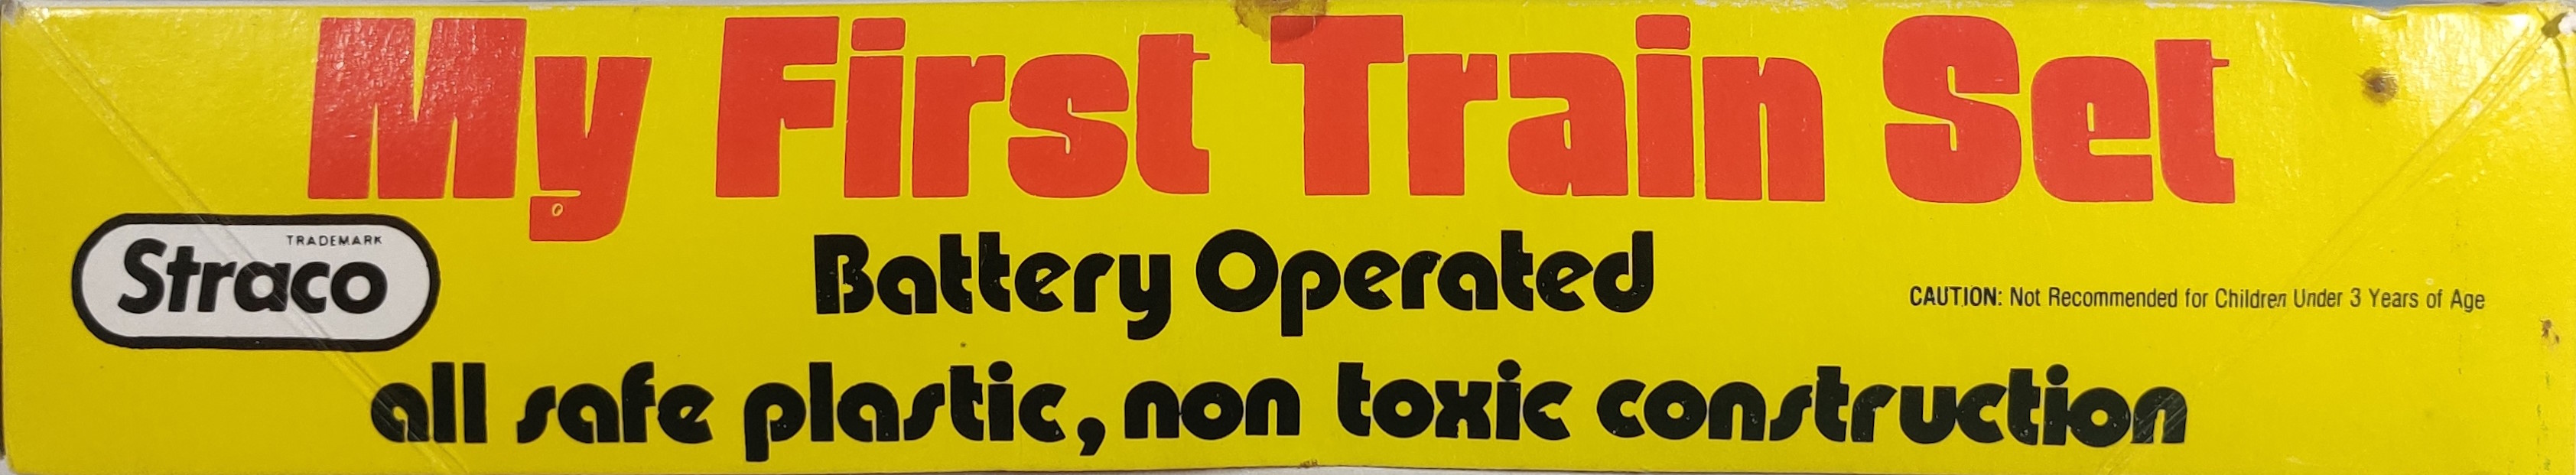 My First Train Set
TRADEMARK
Straco
Battery Operated
CAUTION: Not Recommended for Children Under 3 Years of Age
all safe plastic, non toxic construction